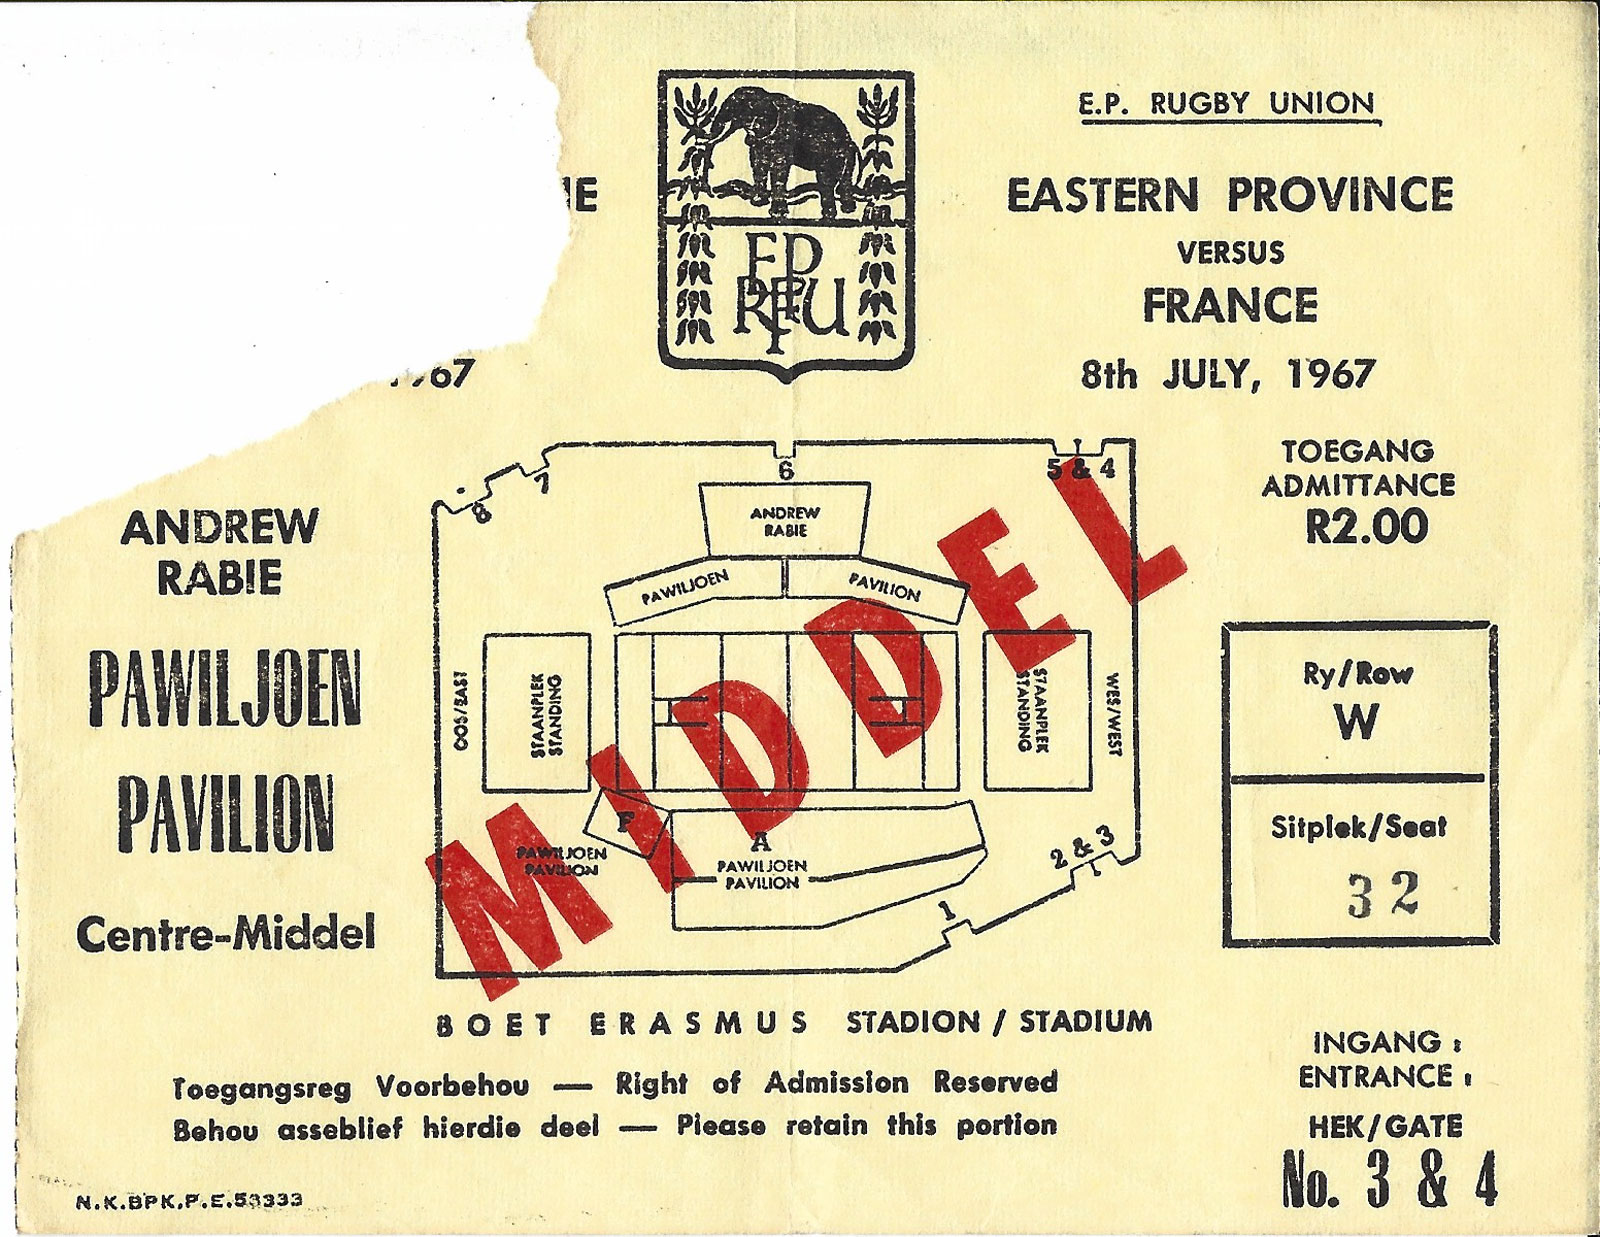 E.P. RUGBY UNION
EASTERN PROVINCE
VERSUS
FRANCE
8th JULY, 1967
EP
RFU
TOEGANG
ADMITTANCE
R2.00
ANDREW
RABIE
PAWILJOEN
PAVILION
Centre-Middel
8
7
6
5 & 4
ANDREW
RABIE
PAWILJOEN
PAVILION
OOS/EAST
STAANPLEK
STANDING
STAANPLEK
STANDING
WES/WEST
F
PAWILJOEN
PAVILION
A
PAWILJOEN
PAVILION
2 & 3
1
MIDDEL
Ry/Row
W
Sitplek/Seat
32
BOET ERASMUS STADION / STADIUM
Toegangsreg Voorbehou — Right of Admission Reserved
Behou asseblief hierdie deel — Please retain this portion
INGANG :
ENTRANCE :
HEK/GATE
No. 3 & 4
N.K.BPK.P.E.53333